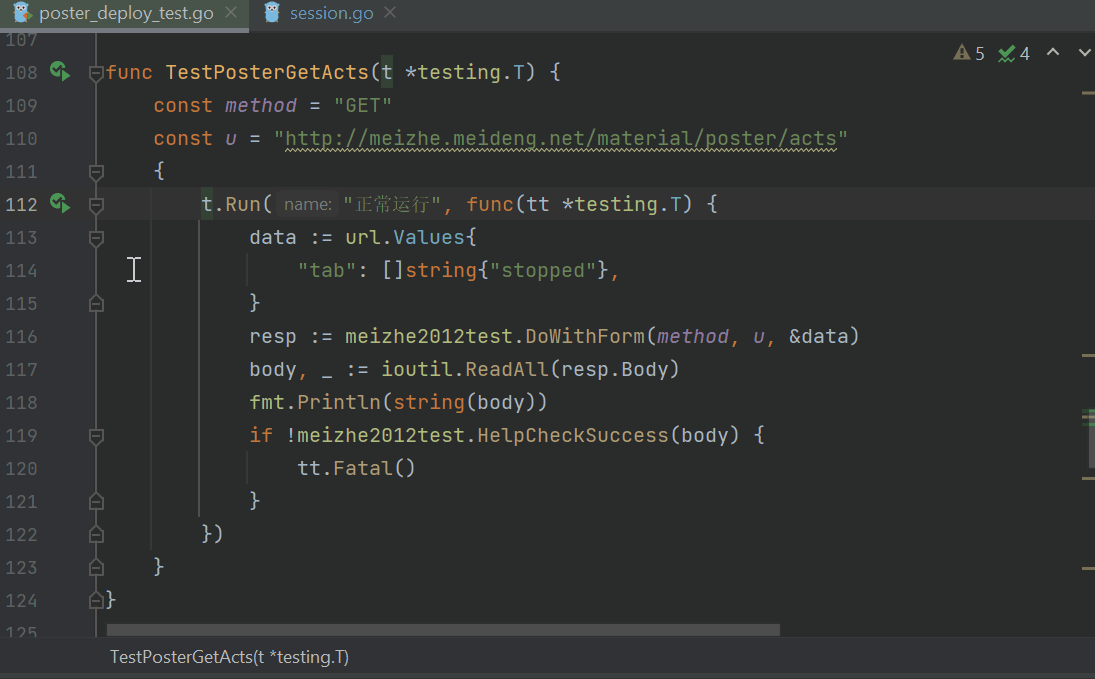 poster_deploy_test.go session.go
107
5 4
108 func TestPosterGetActs(t *testing.T) {
109 const method = "GET"
110 const u = "http://meizhe.meideng.net/material/poster/acts"
111 {
112 t.Run( name: "正常运行", func(tt *testing.T) {
113 data := url.Values{
114 "tab": []string{"stopped"},
115 }
116 resp := meizhe2012test.DoWithForm(method, u, &data)
117 body, _ := ioutil.ReadAll(resp.Body)
118 fmt.Println(string(body))
119 if !meizhe2012test.HelpCheckSuccess(body) {
120 tt.Fatal()
121 }
122 })
123 }
124 }
125
TestPosterGetActs(t *testing.T)